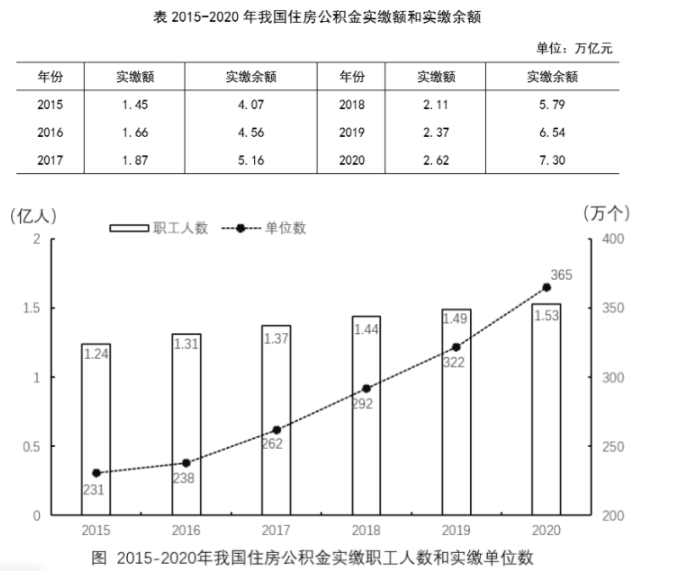 表 2015-2020 年我国住房公积金实缴额和实缴余额
单位：万亿元
年份 实缴额 实缴余额 年份 实缴额 实缴余额
2015 1.45 4.07 2018 2.11 5.79
2016 1.66 4.56 2019 2.37 6.54
2017 1.87 5.16 2020 2.62 7.30
(亿人) (万个)
职工人数 单位数
2 400
365
1.5 350
1.24 1.31 1.37 1.44 1.49 1.53
322
1 300
292
262
0.5 250
231 238
0 200
2015 2016 2017 2018 2019 2020
图 2015-2020年我国住房公积金实缴职工人数和实缴单位数